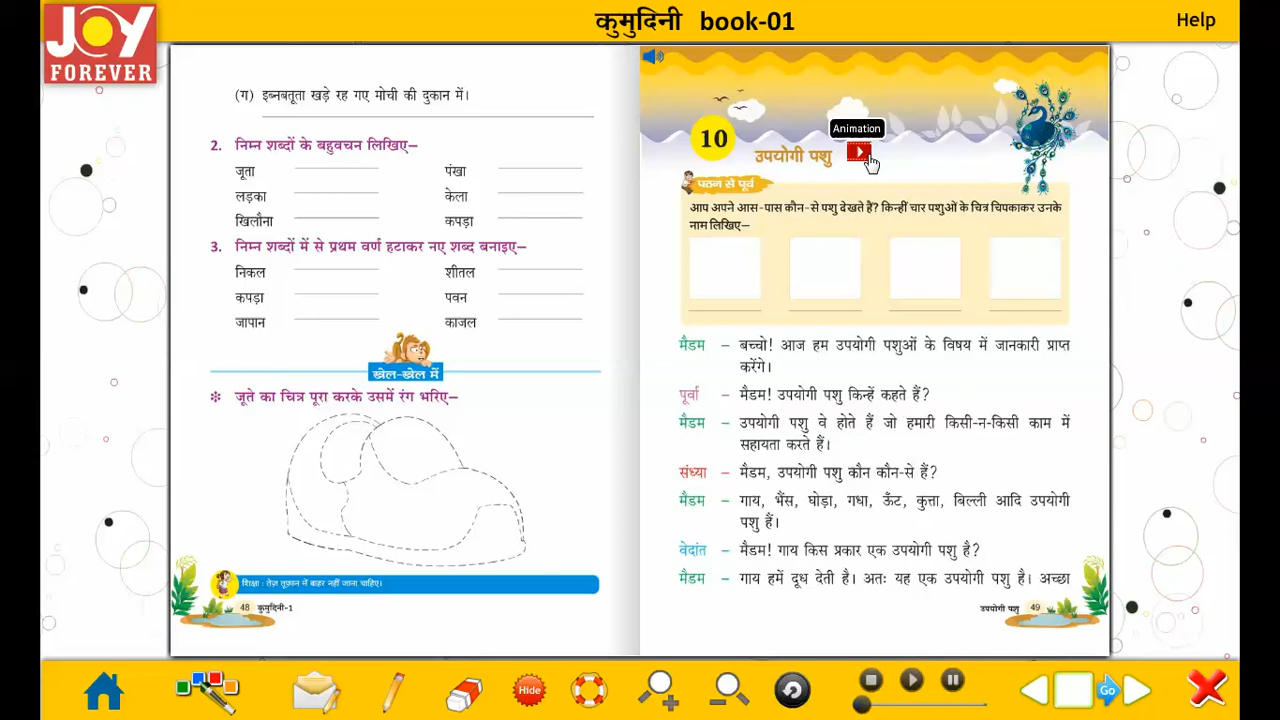 JOY
FOREVER
कुमुदिनी book-01
Help
(ग) इब्नबतूता खड़े रह गए मोची की दुकान में।
2. निम्न शब्दों के बहुवचन लिखिए–
जूता पंखा
लड़का केला
खिलौना कपड़ा
3. निम्न शब्दों में से प्रथम वर्ण हटाकर नए शब्द बनाइए–
निकल शीतल
कपड़ा पवन
जापान काजल
खेल-खेल में
❇ जूते का चित्र पूरा करके उसमें रंग भरिए–
शिक्षा : तेज़ तूफ़ान में बाहर नहीं जाना चाहिए।
48 कुमुदिनी-1
10
Animation
उपयोगी पशु
पठन से पूर्व
आप अपने आस-पास कौन-से पशु देखते हैं? किन्हीं चार पशुओं के चित्र चिपकाकर उनके
नाम लिखिए–
मैडम – बच्चो! आज हम उपयोगी पशुओं के विषय में जानकारी प्राप्त
करेंगे।
पूर्वा – मैडम! उपयोगी पशु किन्हें कहते हैं?
मैडम – उपयोगी पशु वे होते हैं जो हमारी किसी-न-किसी काम में
सहायता करते हैं।
संध्या – मैडम, उपयोगी पशु कौन कौन-से हैं?
मैडम – गाय, भैंस, घोड़ा, गधा, ऊँट, कुत्ता, बिल्ली आदि उपयोगी
पशु हैं।
वेदांत – मैडम! गाय किस प्रकार एक उपयोगी पशु है?
मैडम – गाय हमें दूध देती है। अतः यह एक उपयोगी पशु है। अच्छा
उपयोगी पशु 49
Hide
Go